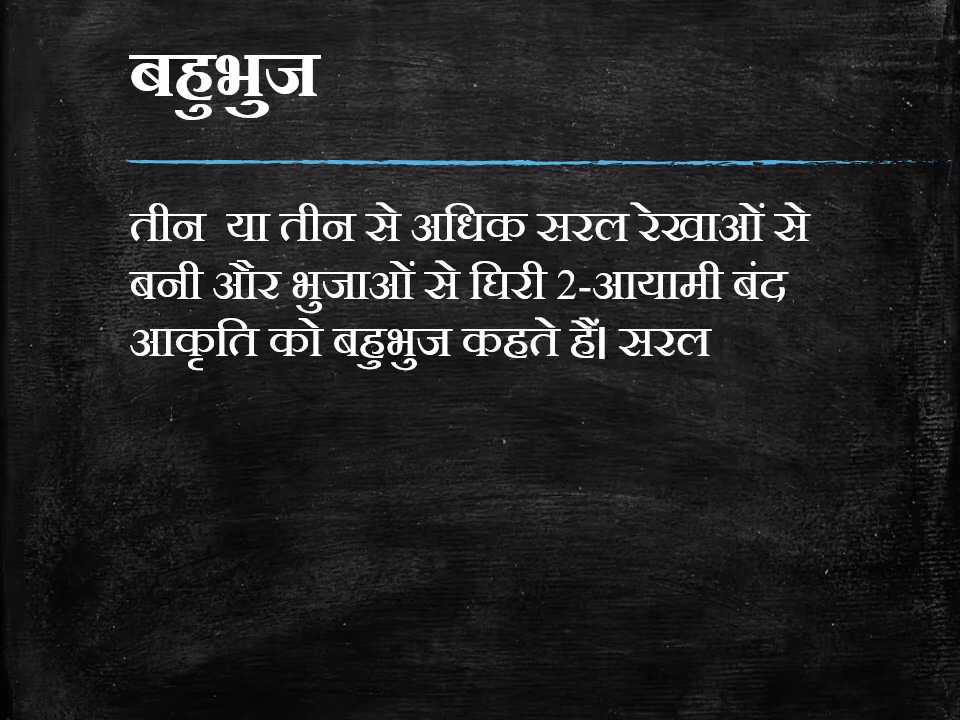 बहुभुज
तीन या तीन से अधिक सरल रेखाओं से
बनी और भुजाओं से घिरी 2-आयामी बंद
आकृति को बहुभुज कहते हैं। सरल